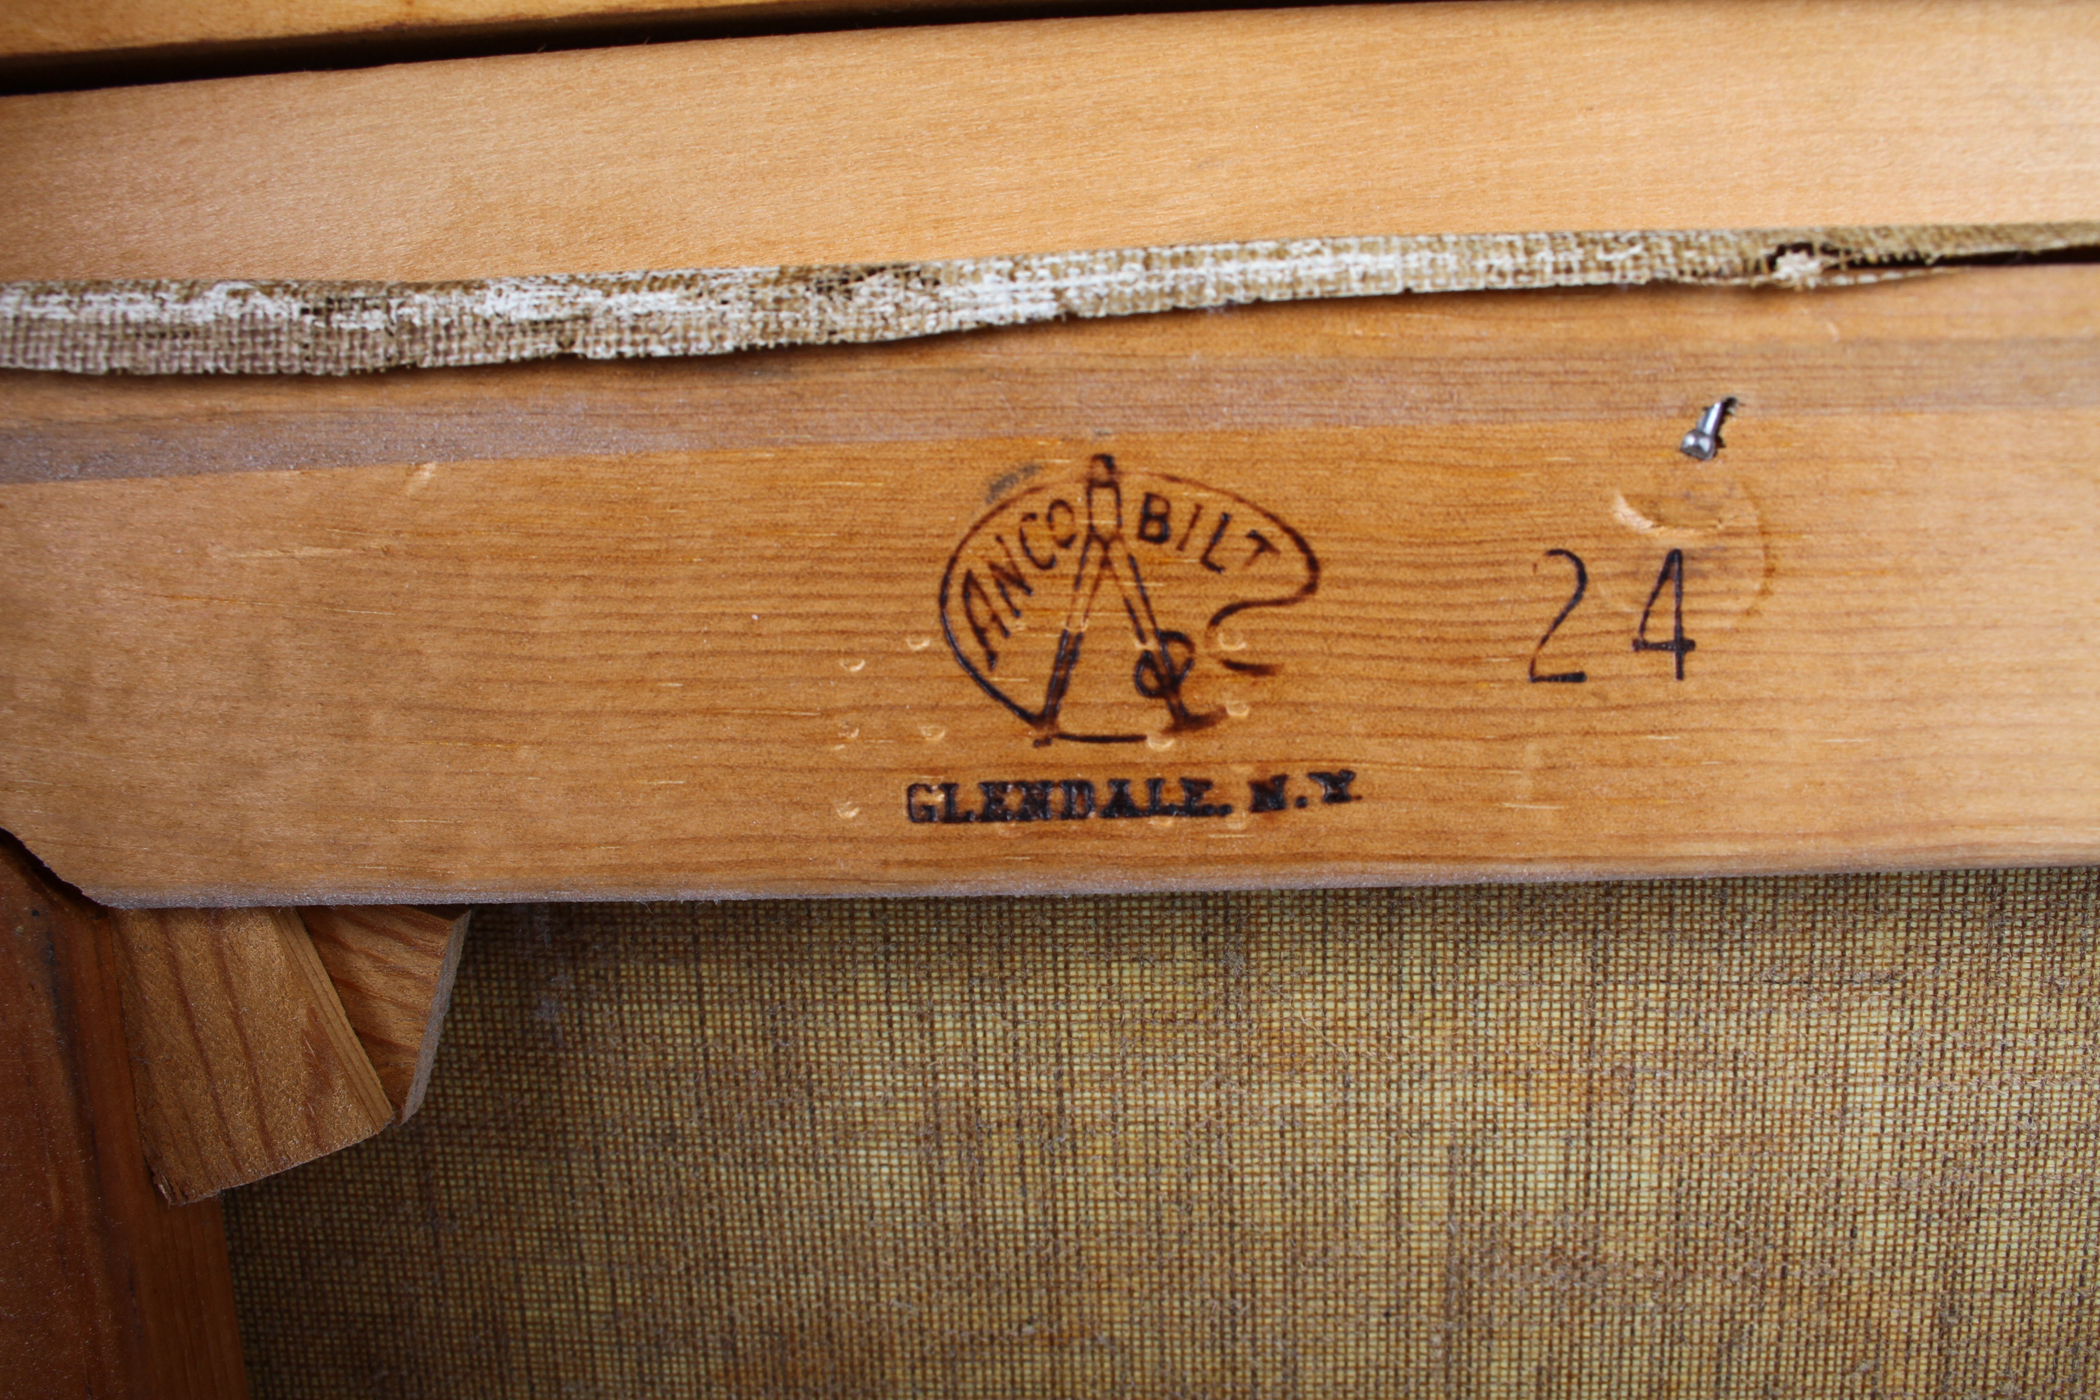 ANCO BILT
24
GLENDALE, N.Y.